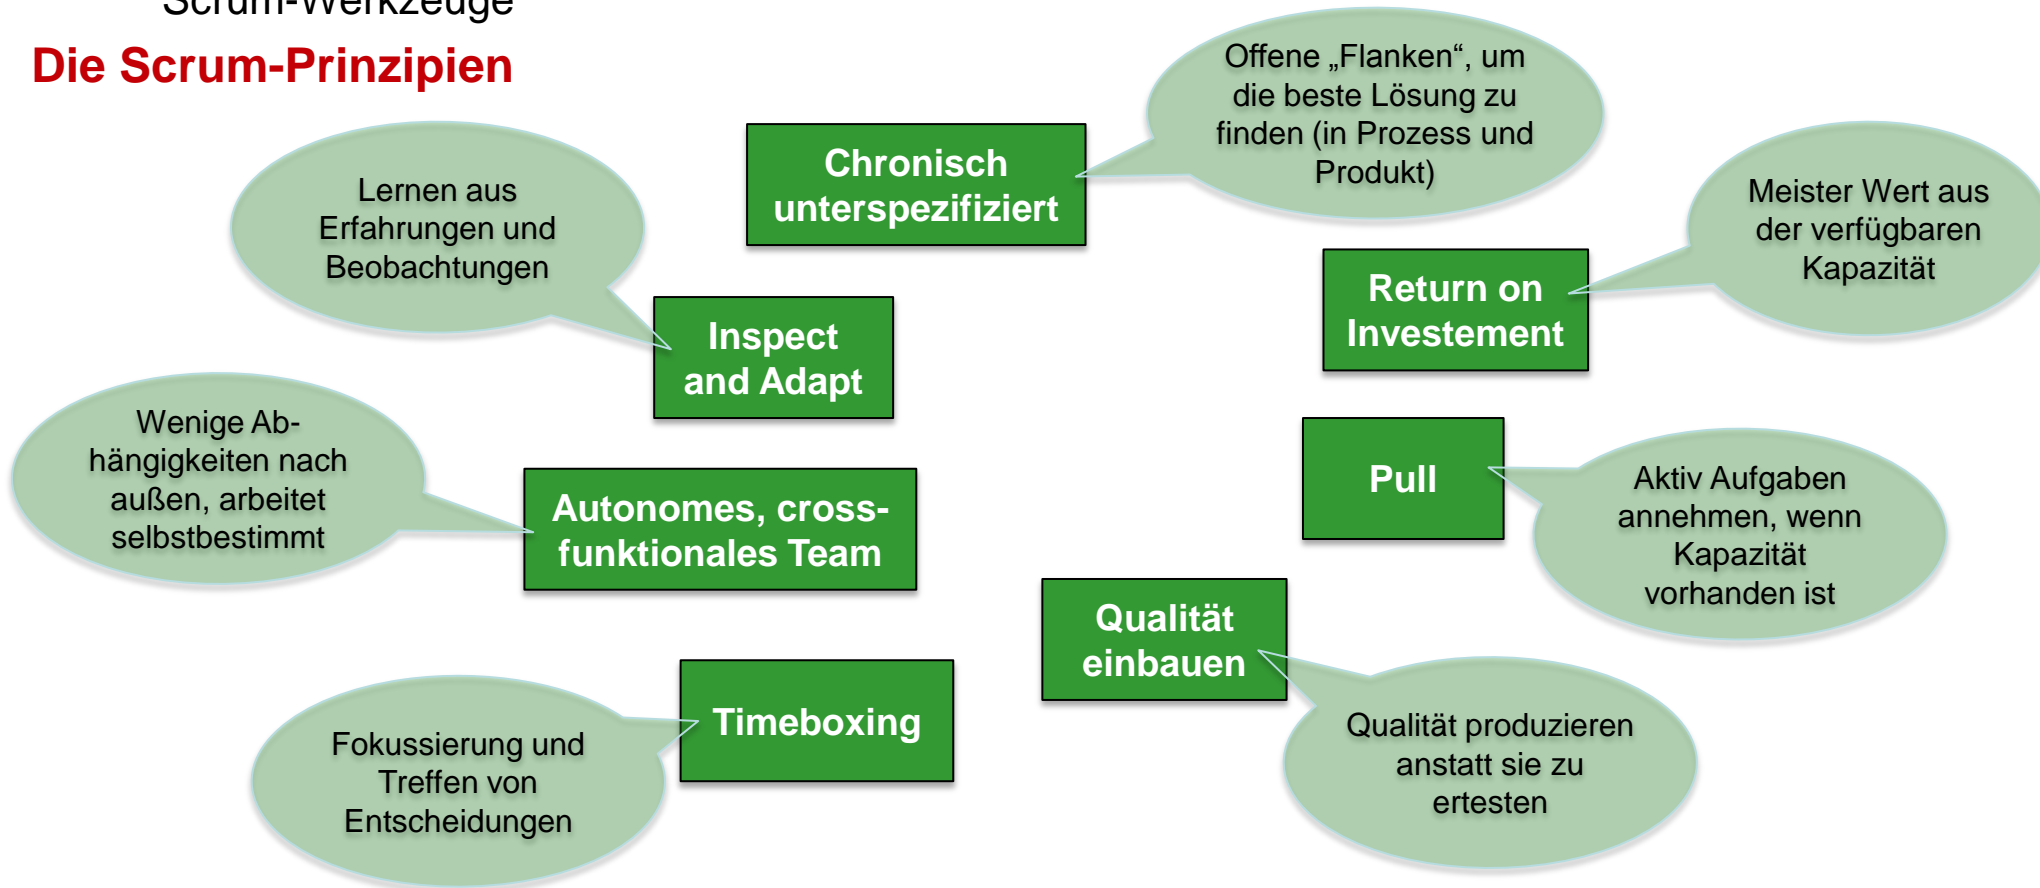 Scrum-Werkzeuge
Die Scrum-Prinzipien
Offene „Flanken“, um
die beste Lösung zu
finden (in Prozess und
Produkt)
Chronisch
unterspezifiziert
Lernen aus
Erfahrungen und
Beobachtungen
Meister Wert aus
der verfügbaren
Kapazität
Return on
Investement
Inspect
and Adapt
Wenige Ab-
hängigkeiten nach
außen, arbeitet
selbstbestimmt
Autonomes, cross-
funktionales Team
Pull
Aktiv Aufgaben
annehmen, wenn
Kapazität
vorhanden ist
Qualität
einbauen
Qualität produzieren
anstatt sie zu
ertesten
Timeboxing
Fokussierung und
Treffen von
Entscheidungen